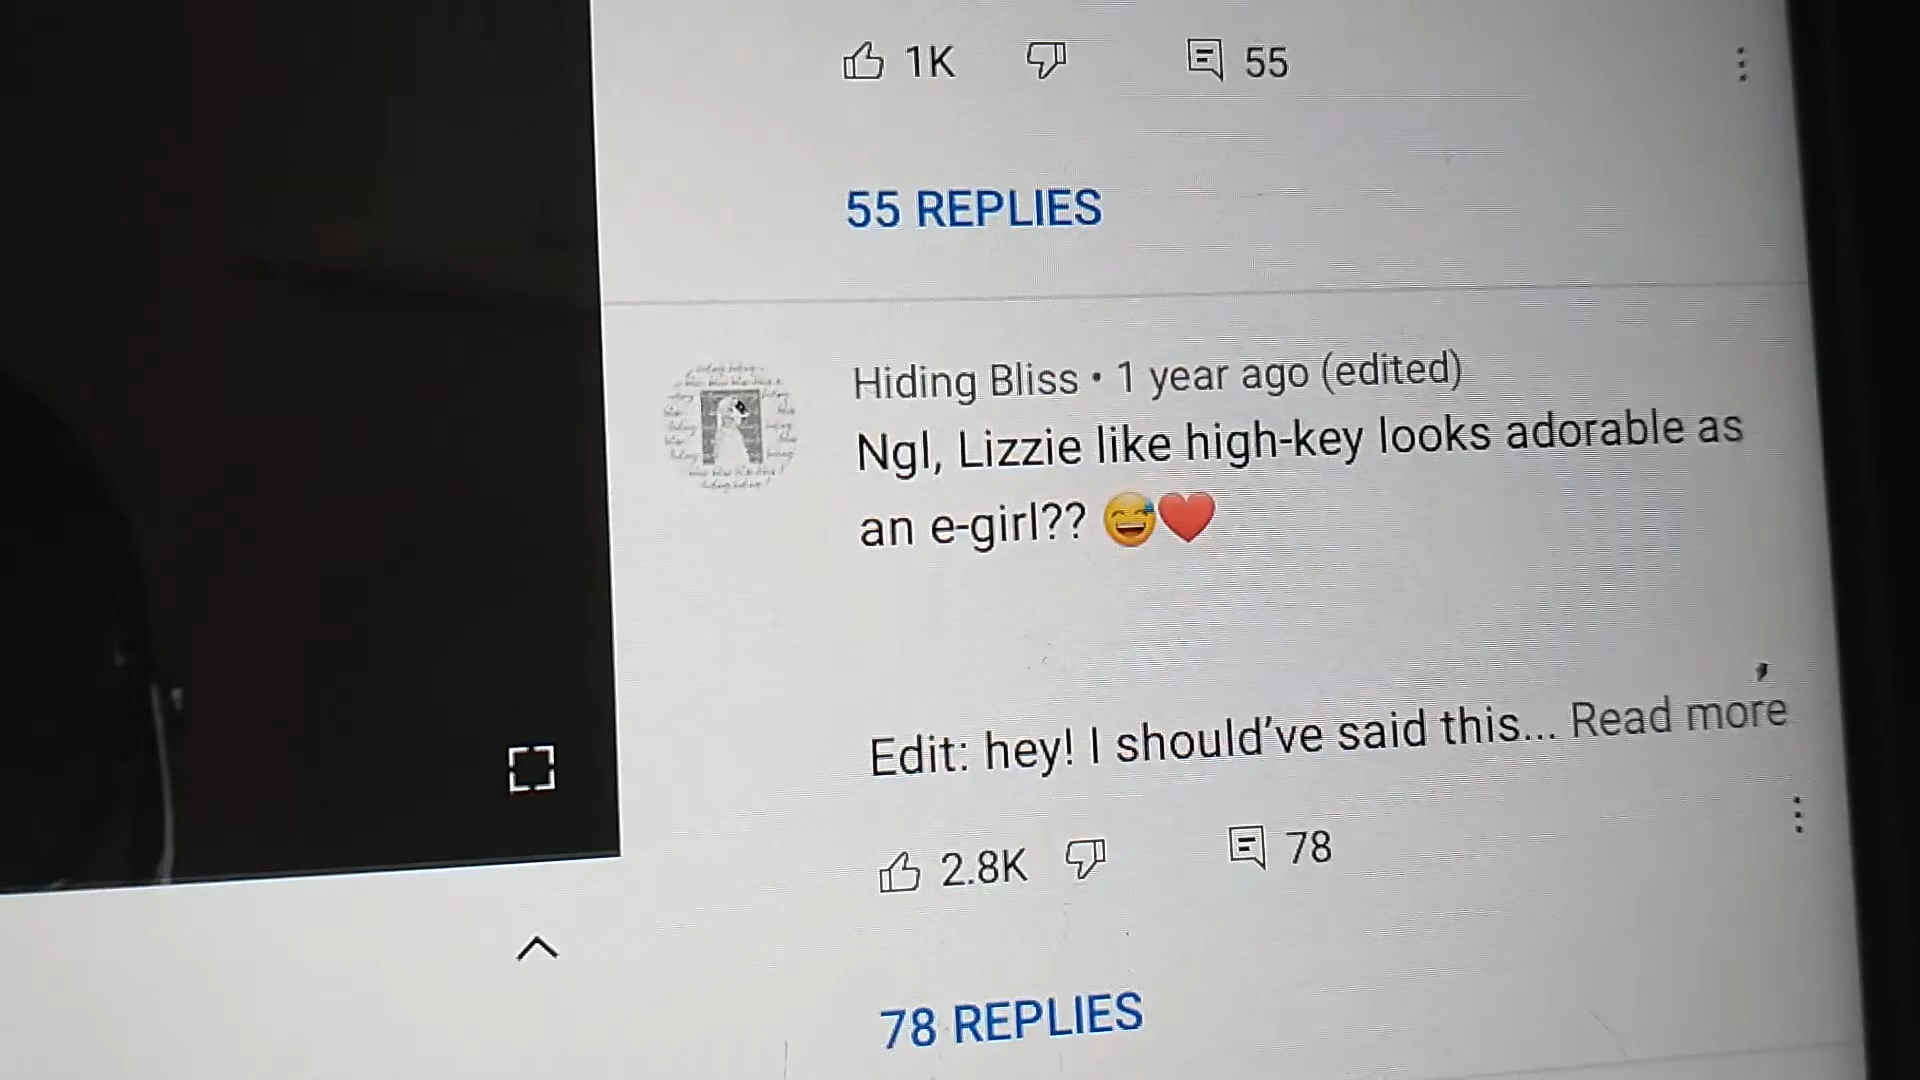 1K 55
55 REPLIES
Hiding Bliss • 1 year ago (edited)
Ngl, Lizzie like high-key looks adorable as
an e-girl?? 😅❤️
Edit: hey! I should've said this... Read more
2.8K 78
78 REPLIES